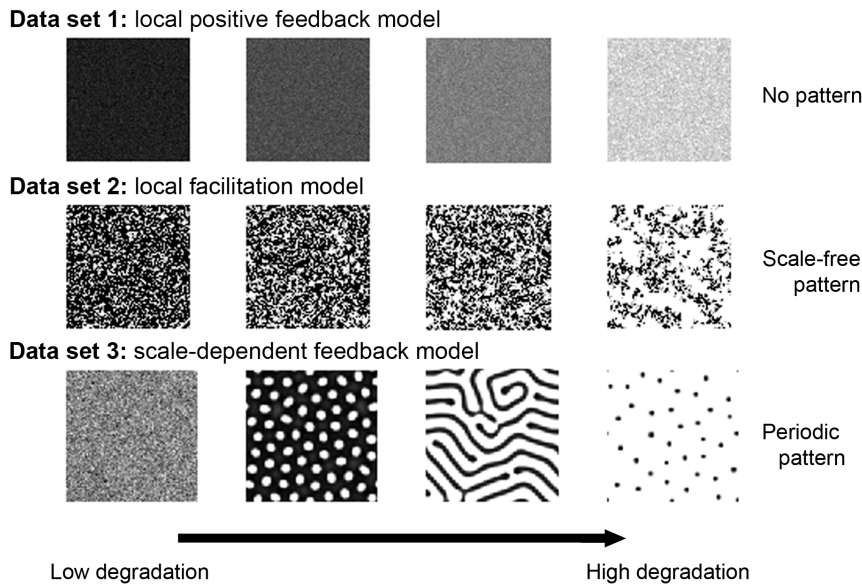 Data set 1: local positive feedback model
No pattern
Data set 2: local facilitation model
Scale-free
pattern
Data set 3: scale-dependent feedback model
Periodic
pattern
Low degradation
High degradation